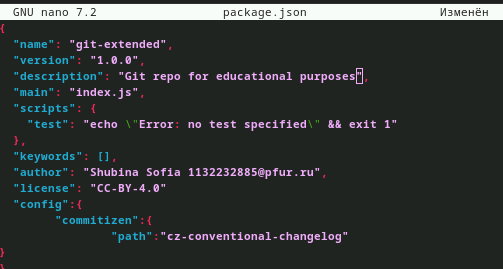 GNU nano 7.2 package.json Изменён
{
  "name": "git-extended",
  "version": "1.0.0",
  "description": "Git repo for educational purposes",
  "main": "index.js",
  "scripts": {
    "test": "echo \"Error: no test specified\" && exit 1"
  },
  "keywords": [],
  "author": "Shubina Sofia 1132232885@pfur.ru",
  "license": "CC-BY-4.0"
  "config":{
        "commitizen":{
                "path":"cz-conventional-changelog"
}
}